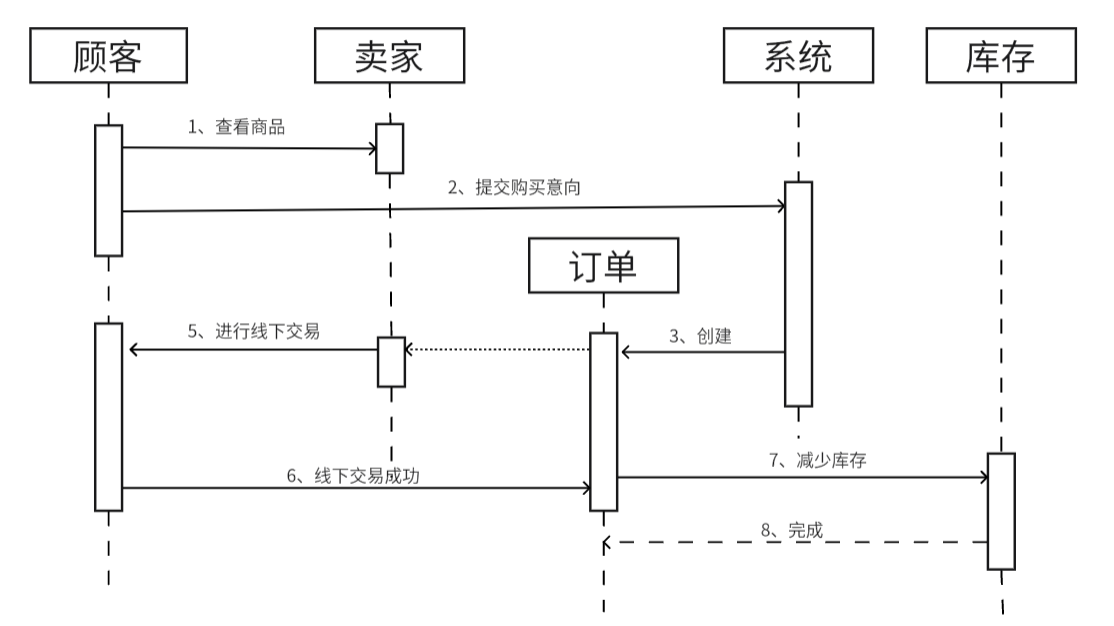 顾客
卖家
系统
库存
1、查看商品
2、提交购买意向
订单
5、进行线下交易
3、创建
7、减少库存
6、线下交易成功
8、完成